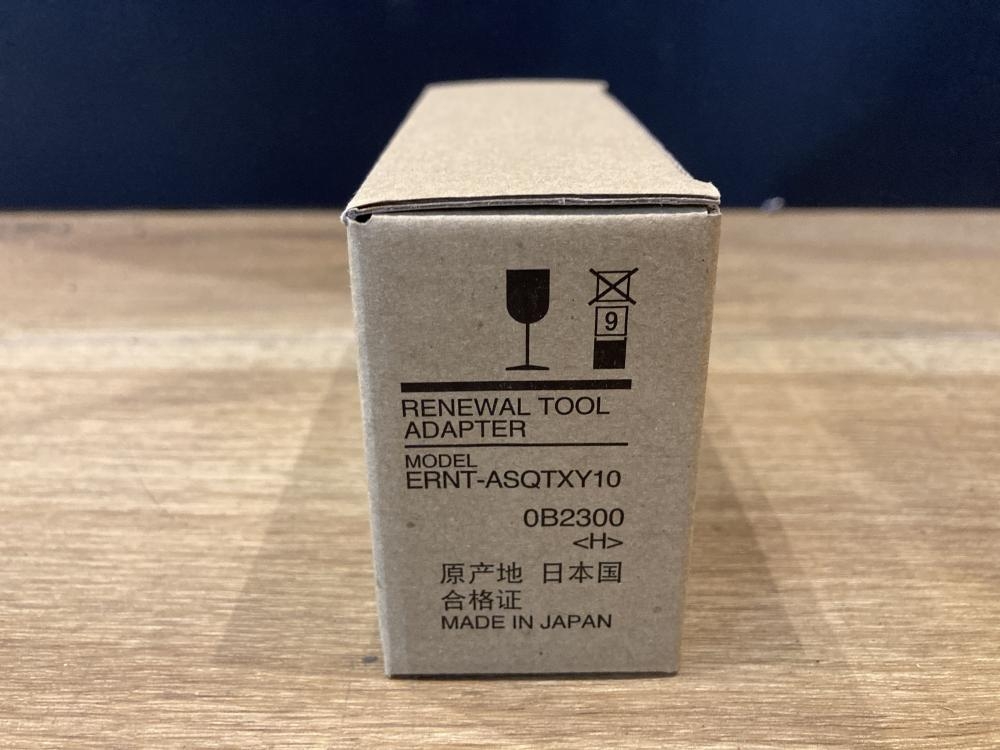 9
RENEWAL TOOL
ADAPTER
MODEL
ERNT-ASQTXY10
0B2300
<H>
原产地 日本国
合格证
MADE IN JAPAN